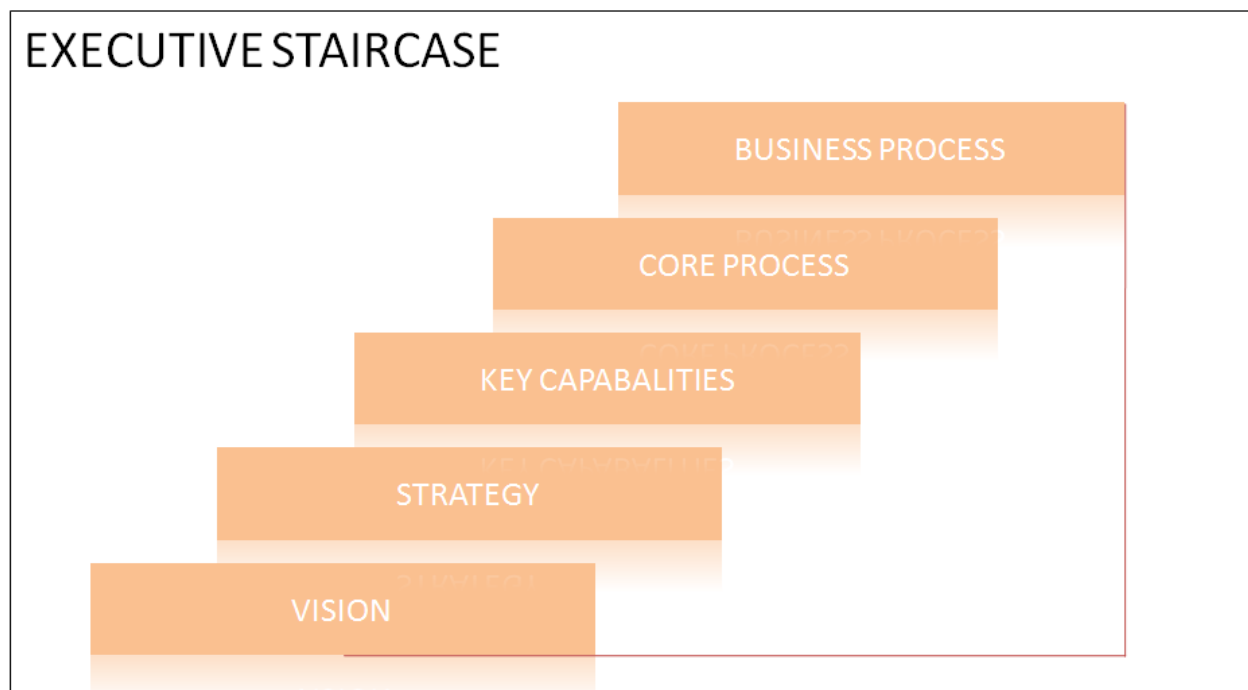 EXECUTIVE STAIRCASE
BUSINESS PROCESS
CORE PROCESS
KEY CAPABALITIES
STRATEGY
VISION